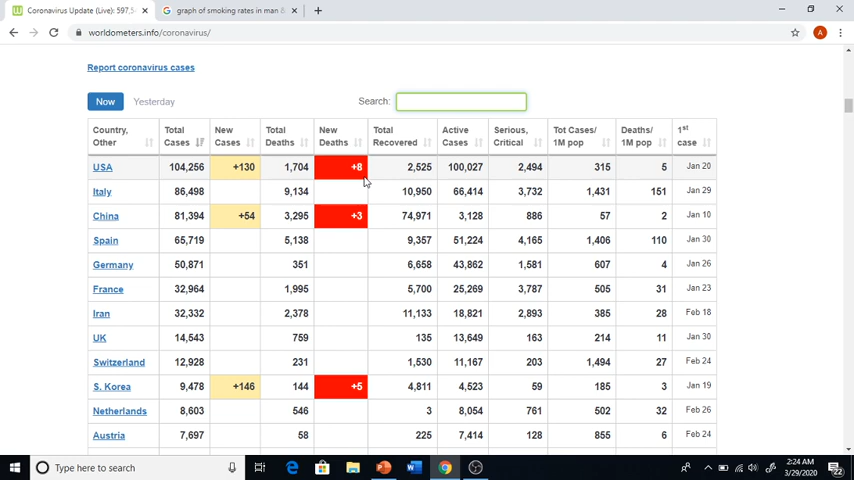 Coronavirus Update (Live): 597,5
graph of smoking rates in man &
A
worldometers.info/coronavirus/
Report coronavirus cases
Now Yesterday Search:
Country, Other Total Cases New Cases Total Deaths New Deaths Total Recovered Active Cases Serious, Critical Tot Cases/ 1M pop Deaths/ 1M pop 1st case
USA 104,256 +130 1,704 +8 2,525 100,027 2,494 315 5 Jan 20
Italy 86,498 9,134 10,950 66,414 3,732 1,431 151 Jan 29
China 81,394 +54 3,295 +3 74,971 3,128 886 57 2 Jan 10
Spain 65,719 5,138 9,357 51,224 4,165 1,406 110 Jan 30
Germany 50,871 351 6,658 43,862 1,581 607 4 Jan 26
France 32,964 1,995 5,700 25,269 3,787 505 31 Jan 23
Iran 32,332 2,378 11,133 18,821 2,893 385 28 Feb 18
UK 14,543 759 135 13,649 163 214 11 Jan 30
Switzerland 12,928 231 1,530 11,167 203 1,494 27 Feb 24
S. Korea 9,478 +146 144 +5 4,811 4,523 59 185 3 Jan 19
Netherlands 8,603 546 3 8,054 761 502 32 Feb 26
Austria 7,697 58 225 7,414 128 855 6 Feb 24
Type here to search
2:24 AM
3/29/2020
22